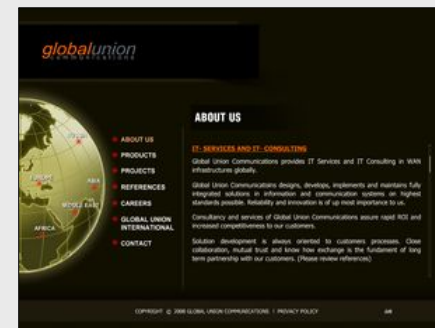 globalunion
communications
ABOUT US
RUSSIA
EUROPE
ASIA
MIDDLE EAST
AFRICA
ABOUT US
PRODUCTS
PROJECTS
REFERENCES
CAREERS
GLOBAL UNION
INTERNATIONAL
CONTACT
IT- SERVICES AND IT- CONSULTING
Global Union Communications provides IT Services and IT Consulting in WAN
infrastructures globally.
Global Union Communications designs, develops, implements and maintains fully
integrated solutions in information and communication systems on highest
standards possible. Reliability and innovation is of up most importance to us.
Consultancy and services of Global Union Communications assure rapid ROI and
increased competitiveness to our customers.
Solution development is always oriented to customers processes. Close
collaboration, mutual trust and know how exchange is the fundament of long
term partnership with our customers. (Please review references)
COPYRIGHT @ 2006 GLOBAL UNION COMMUNICATIONS | PRIVACY POLICY